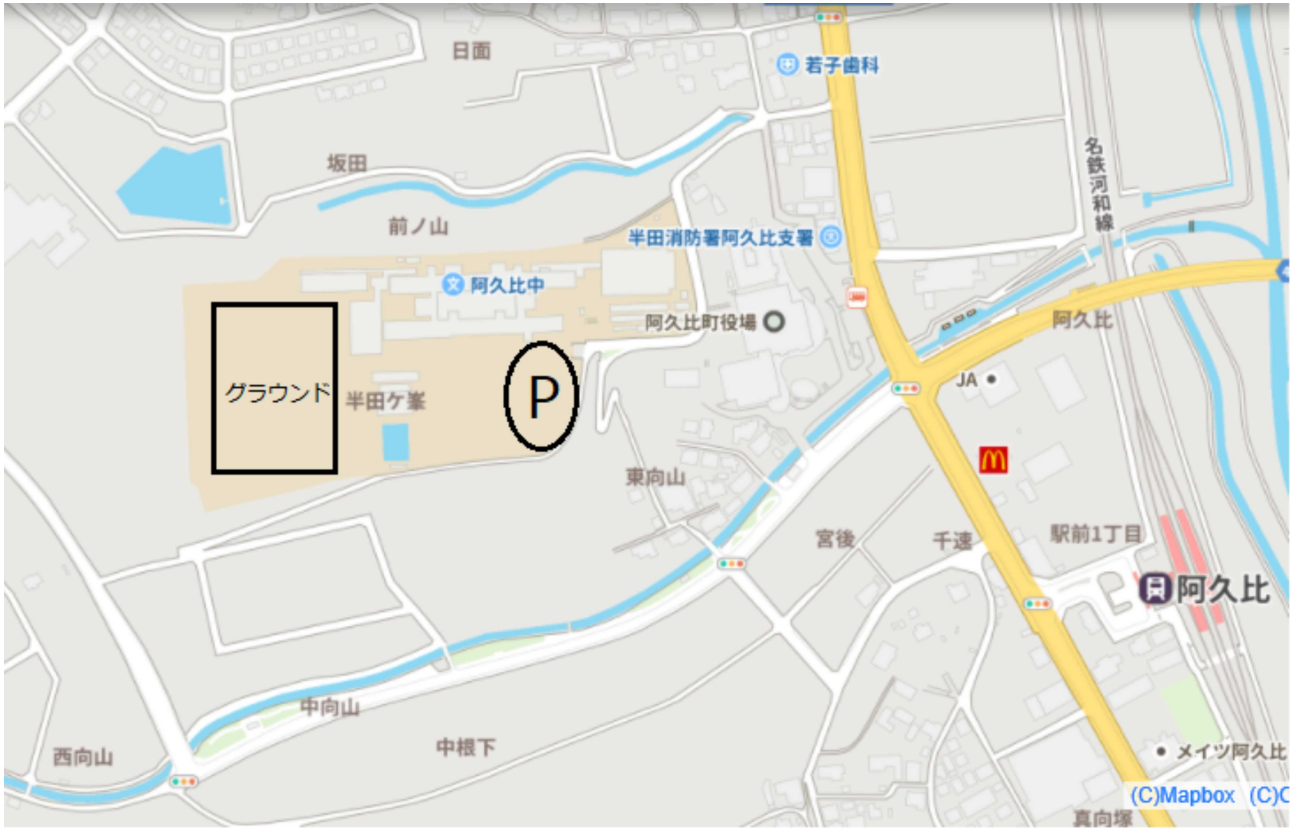 日面
若子歯科
坂田
名鉄河和線
前ノ山
半田消防署阿久比支署
文 阿久比中
阿久比町役場
阿久比
グラウンド
半田ケ峯
P
JA
東向山
宮後
千速
駅前1丁目
阿久比
中向山
中根下
西向山
メイツ阿久比
(C)Mapbox (C)C
真向塚